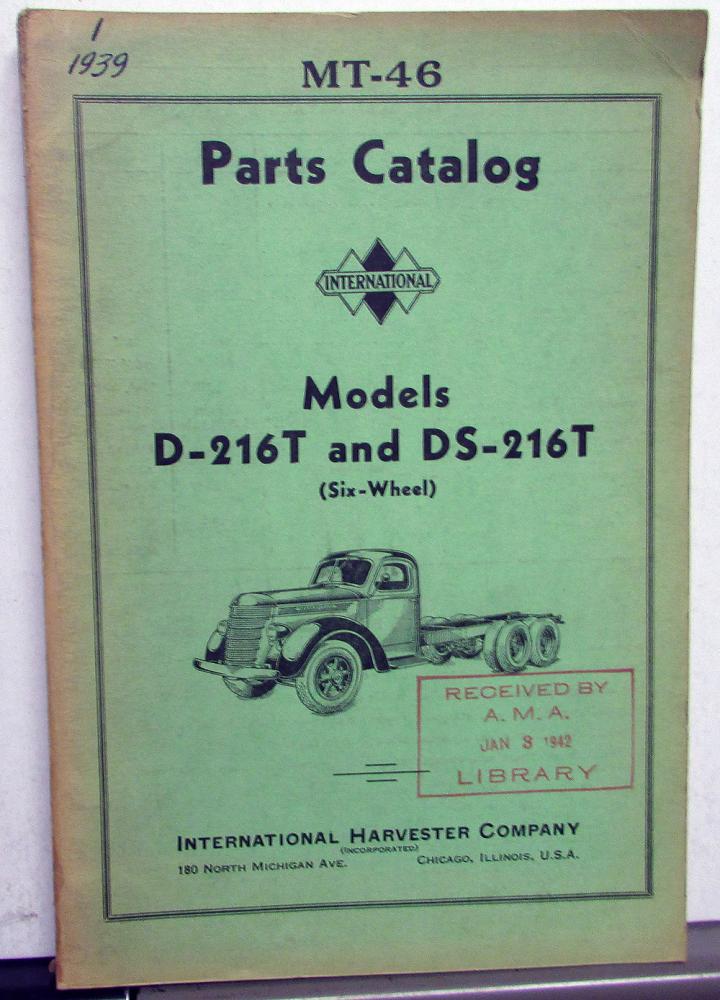 1
1939
MT-46
Parts Catalog
INTERNATIONAL
Models
D-216T and DS-216T
(Six-Wheel)
RECEIVED BY
A. M. A.
JAN 3 1942
LIBRARY
INTERNATIONAL HARVESTER COMPANY
(INCORPORATED)
180 NORTH MICHIGAN AVE. CHICAGO, ILLINOIS, U.S.A.